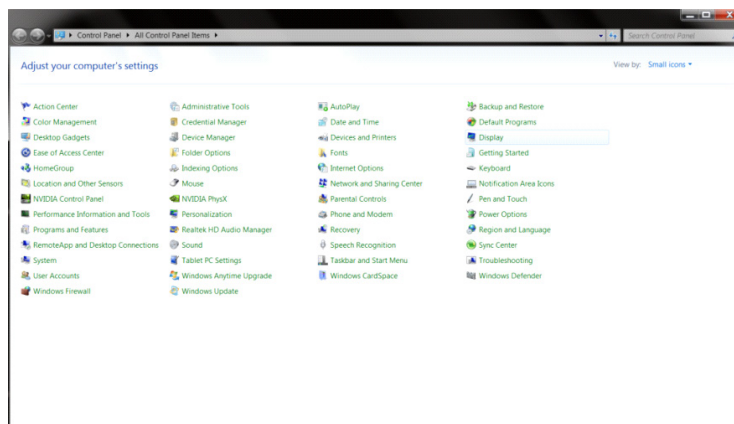 Control Panel ▸ All Control Panel Items ▸
Search Control Panel
Adjust your computer's settings
View by: Small icons
Action Center
Administrative Tools
AutoPlay
Backup and Restore
Color Management
Credential Manager
Date and Time
Default Programs
Desktop Gadgets
Device Manager
Devices and Printers
Display
Ease of Access Center
Folder Options
Fonts
Getting Started
HomeGroup
Indexing Options
Internet Options
Keyboard
Location and Other Sensors
Mouse
Network and Sharing Center
Notification Area Icons
NVIDIA Control Panel
NVIDIA PhysX
Parental Controls
Pen and Touch
Performance Information and Tools
Personalization
Phone and Modem
Power Options
Programs and Features
Realtek HD Audio Manager
Recovery
Region and Language
RemoteApp and Desktop Connections
Sound
Speech Recognition
Sync Center
System
Tablet PC Settings
Taskbar and Start Menu
Troubleshooting
User Accounts
Windows Anytime Upgrade
Windows CardSpace
Windows Defender
Windows Firewall
Windows Update